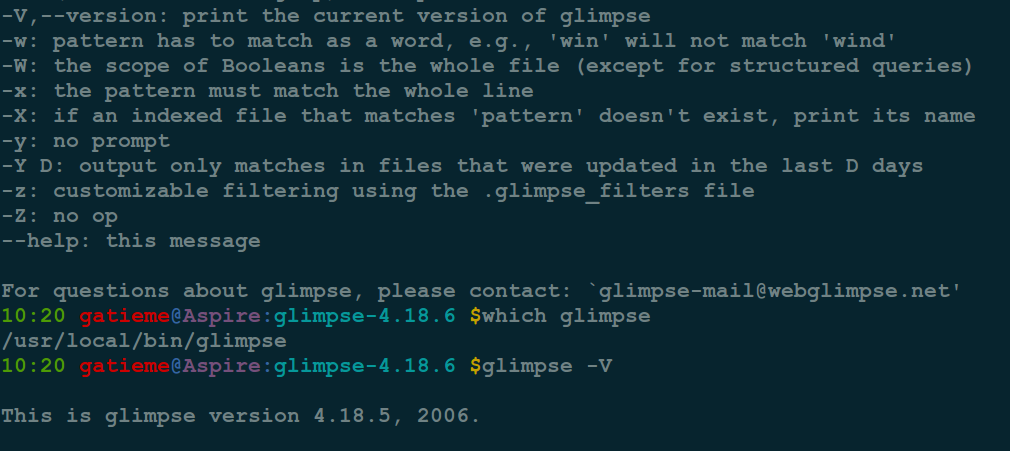 -V,--version: print the current version of glimpse
-w: pattern has to match as a word, e.g., 'win' will not match 'wind'
-W: the scope of Booleans is the whole file (except for structured queries)
-x: the pattern must match the whole line
-X: if an indexed file that matches 'pattern' doesn't exist, print its name
-y: no prompt
-Y D: output only matches in files that were updated in the last D days
-z: customizable filtering using the .glimpse_filters file
-Z: no op
--help: this message
For questions about glimpse, please contact: `glimpse-mail@webglimpse.net'
10:20 gatieme@Aspire:glimpse-4.18.6 $which glimpse
/usr/local/bin/glimpse
10:20 gatieme@Aspire:glimpse-4.18.6 $glimpse -V
This is glimpse version 4.18.5, 2006.